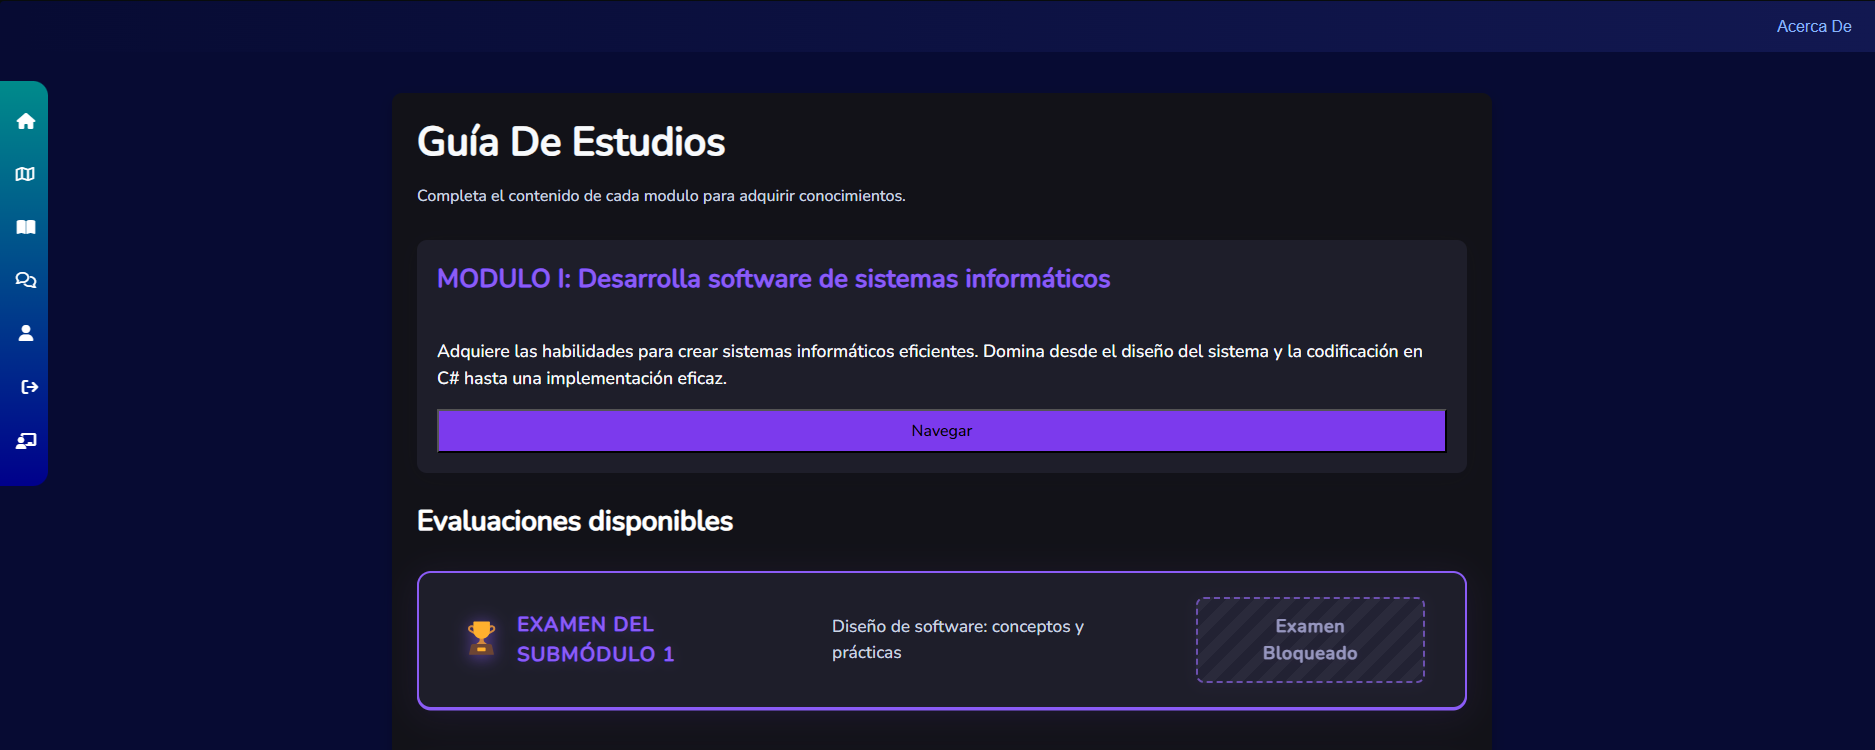 Acerca De
Guía De Estudios
Completa el contenido de cada modulo para adquirir conocimientos.
MODULO I: Desarrolla software de sistemas informáticos
Adquiere las habilidades para crear sistemas informáticos eficientes. Domina desde el diseño del sistema y la codificación en
C# hasta una implementación eficaz.
Navegar
Evaluaciones disponibles
EXAMEN DEL
SUBMÓDULO 1
Diseño de software: conceptos y
prácticas
Examen
Bloqueado